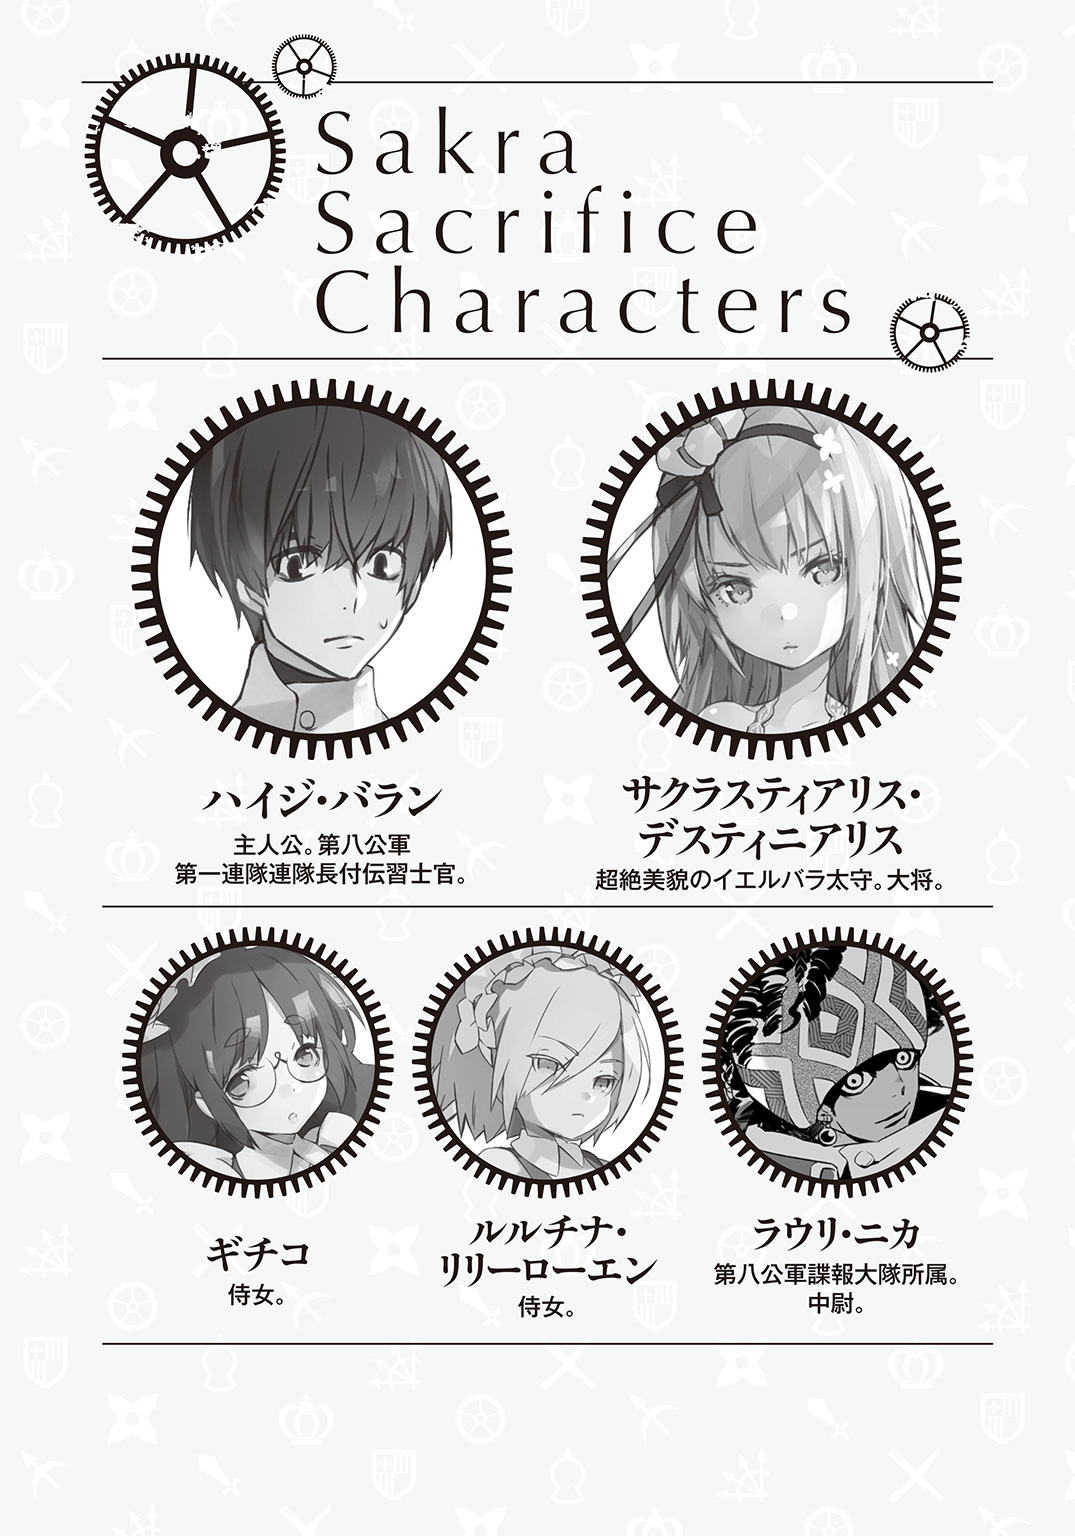 Sakra
Sacrifice
Characters
ハイジ・バラン
主人公。第八公軍
第一連隊連隊長付伝習士官。
サクラスティアリス・
デスティニアリス
超絶美貌のイエルバラ太守。大将。
ギチコ
侍女。
ルルチナ・
リリーローエン
侍女。
ラウリ・ニカ
第八公軍諜報大隊所属。
中尉。